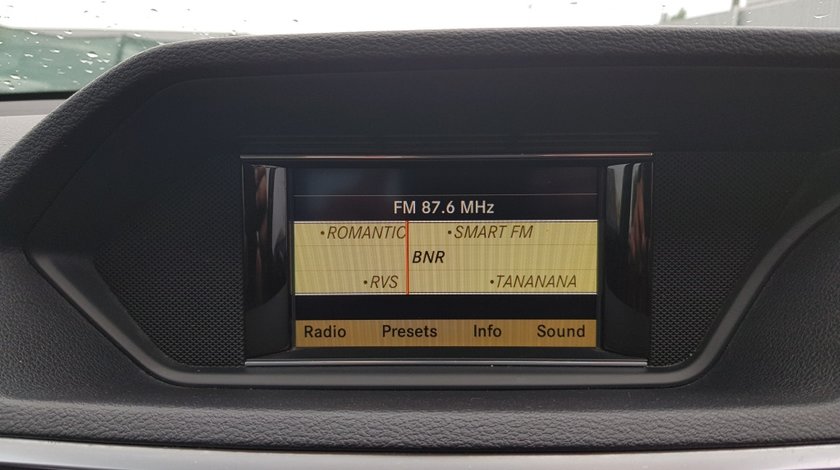 FM 87.6 MHz
•ROMANTIC •SMART FM
BNR
•RVS •TANANANA
Radio Presets Info Sound